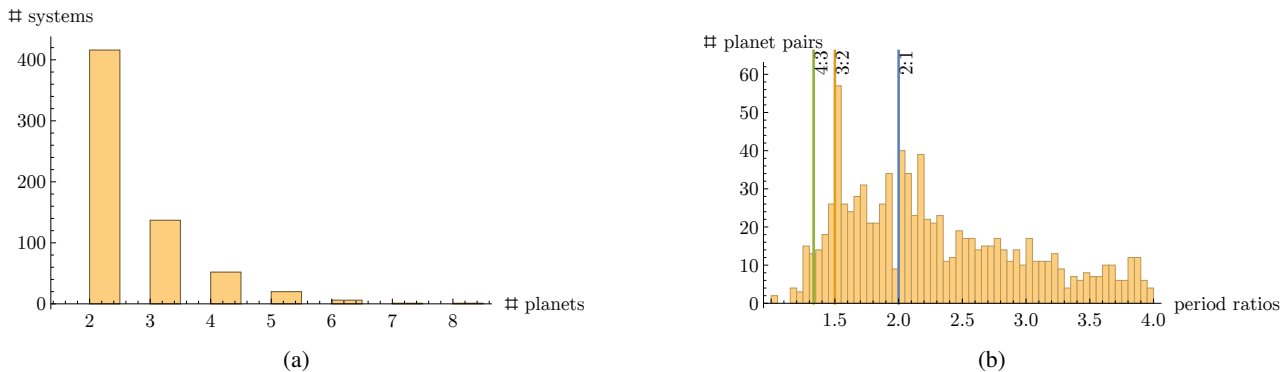 # systems
400
300
200
100
0
2 3 4 5 6 7 8
# planets
(a)
# planet pairs
4:3
3:2
2:1
60
50
40
30
20
10
0
1.5 2.0 2.5 3.0 3.5 4.0
period ratios
(b)